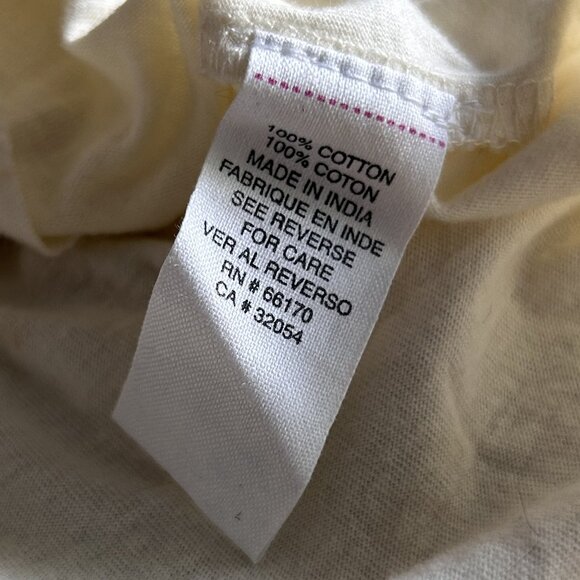 100% COTTON
100% COTON
MADE IN INDIA
FABRIQUE EN INDE
SEE REVERSE
FOR CARE
VER AL REVERSO
RN # 66170
CA # 32054